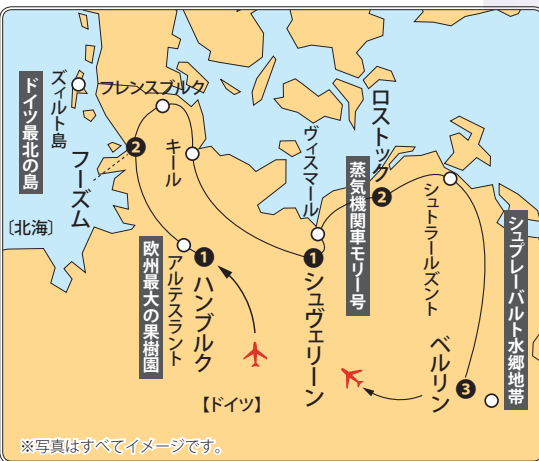 ズィルト島
ドイツ最北の島
フーズム
〔北海〕
フレンスブルク
❷
キール
❶
ハンブルク
アルテスラント
欧州最大の果樹園
ヴィスマール
❶
シュヴェリーン
ロストック
❷
蒸気機関車モリー号
シュトラールズント
シュプレーバルト水郷地帯
ベルリン
❸
【ドイツ】
※写真はすべてイメージです。